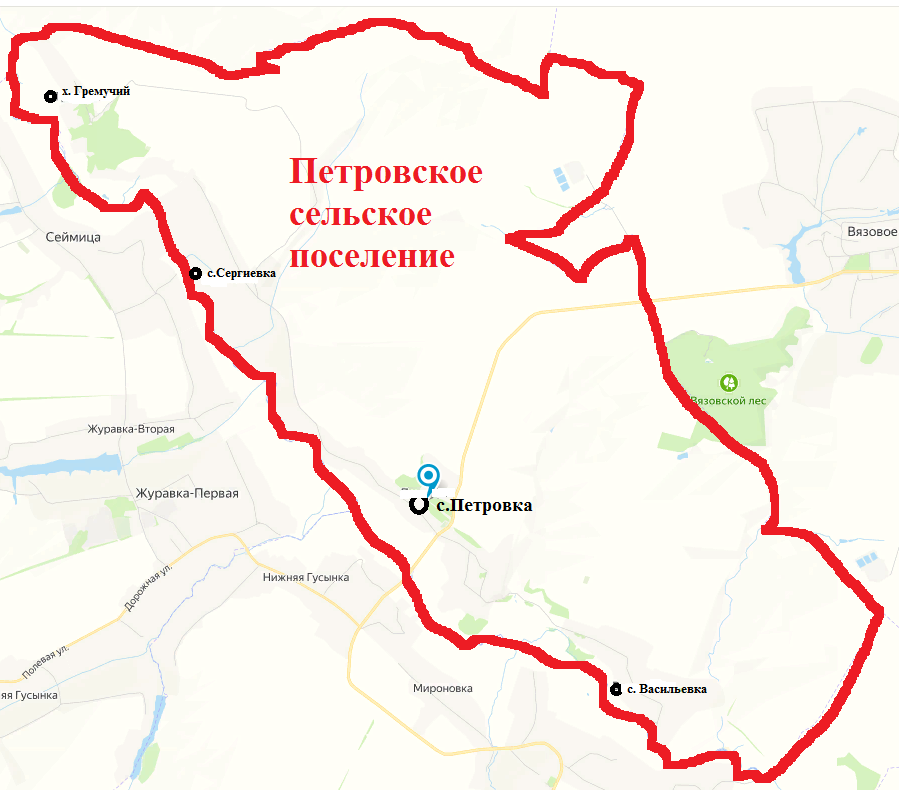 х. Гремучий
Петровское
сельское
поселение
Сеймица
Вязовое
с.Сергиевка
Вязовской лес
Журавка-Вторая
Журавка-Первая
с.Петровка
Нижняя Гусынка
Дорожная ул.
Полевая ул.
яя Гусынка
Мироновка
с. Васильевка